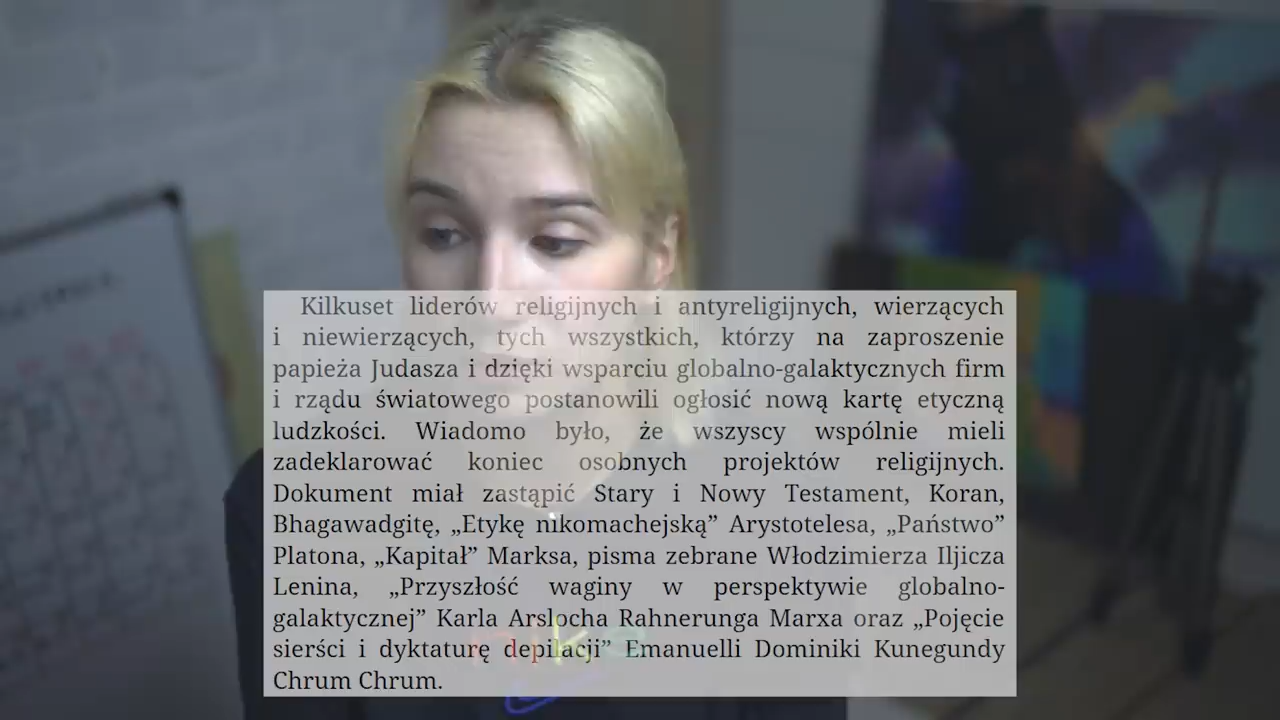 Kilkuset liderów religijnych i antyreligijnych, wierzących
i niewierzących, tych wszystkich, którzy na zaproszenie
papieża Judasza i dzięki wsparciu globalno-galaktycznych firm
i rządu światowego postanowili ogłosić nową kartę etyczną
ludzkości. Wiadomo było, że wszyscy wspólnie mieli
zadeklarować koniec osobnych projektów religijnych.
Dokument miał zastąpić Stary i Nowy Testament, Koran,
Bhagawadgitę, „Etykę nikomachejską” Arystotelesa, „Państwo”
Platona, „Kapitał” Marksa, pisma zebrane Włodzimierza Iljicza
Lenina, „Przyszłość waginy w perspektywie globalno-
galaktycznej” Karla Arslocha Rahnerunga Marxa oraz „Pojęcie
sierści i dyktaturę depilacji” Emanuelli Dominiki Kunegundy
Chrum Chrum.